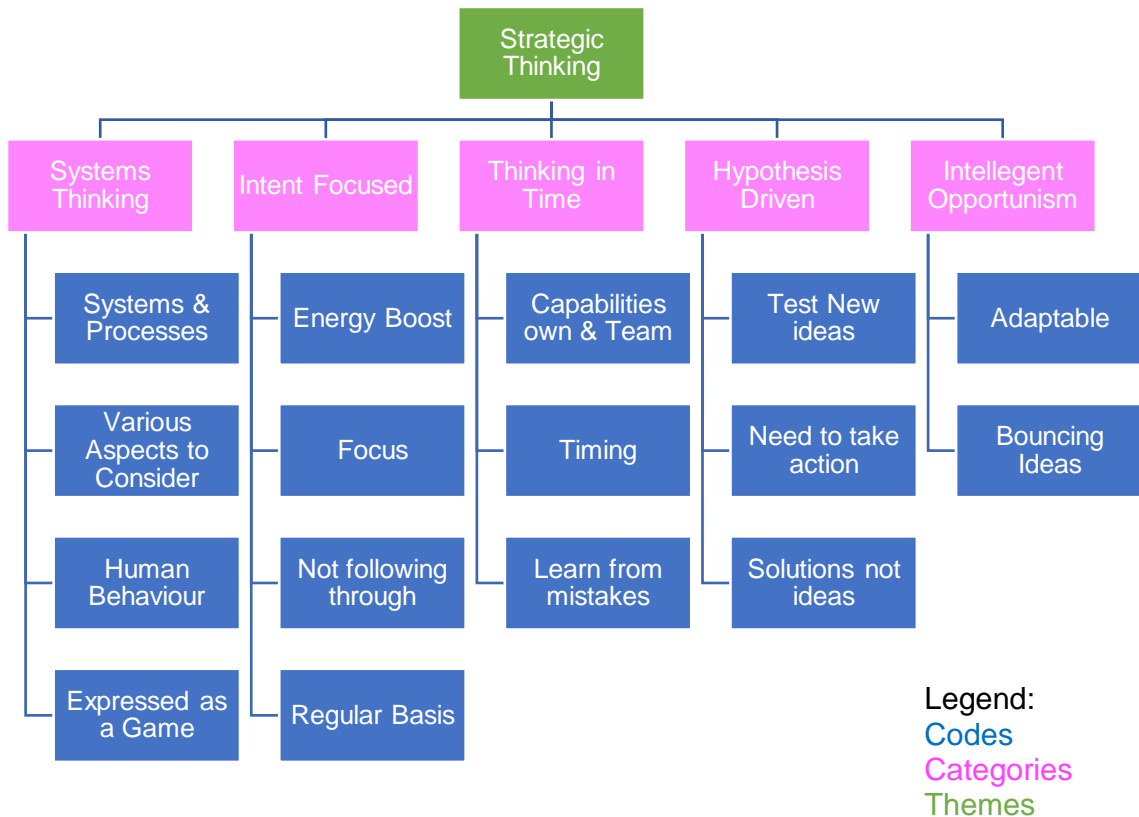 Strategic
Thinking
Systems
Thinking
Intent Focused
Thinking in
Time
Hypothesis
Driven
Intellegent
Opportunism
Systems &
Processes
Energy Boost
Capabilities
own & Team
Test New
ideas
Adaptable
Various
Aspects to
Consider
Focus
Timing
Need to take
action
Bouncing
Ideas
Human
Behaviour
Not following
through
Learn from
mistakes
Solutions not
ideas
Expressed as
a Game
Regular Basis
Legend:
Codes
Categories
Themes